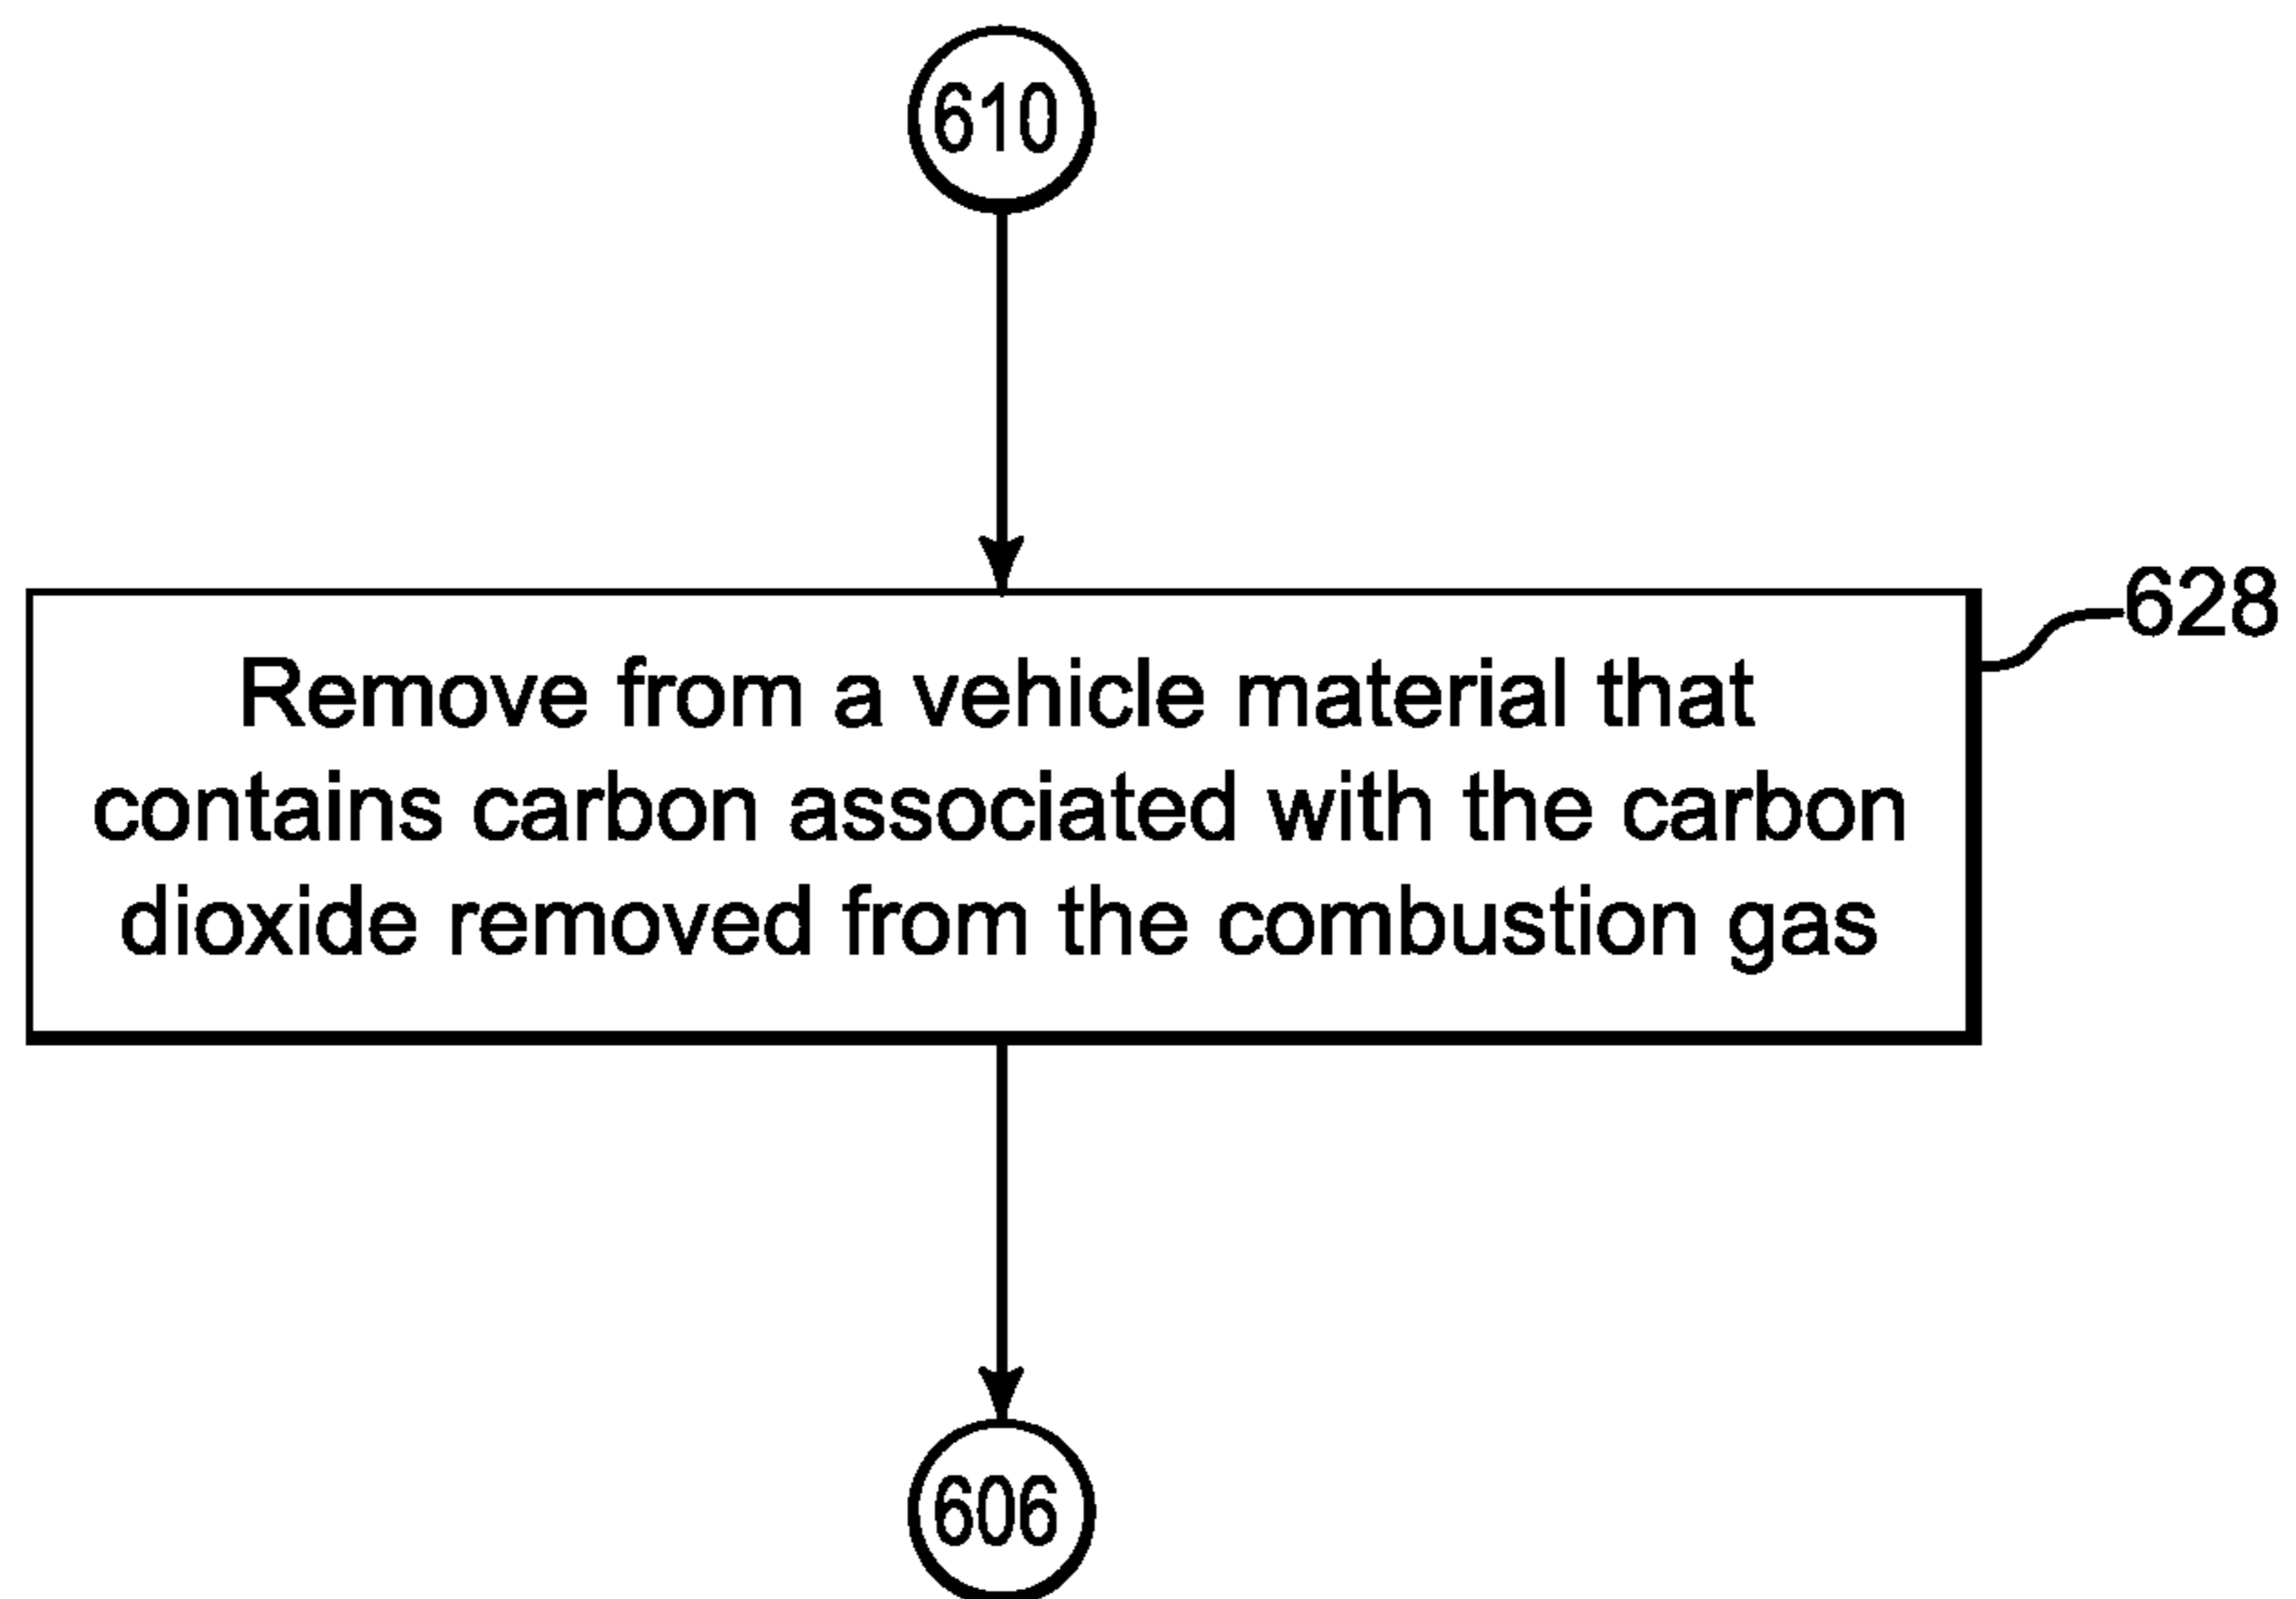 610
628
Remove from a vehicle material that
contains carbon associated with the carbon
dioxide removed from the combustion gas
606